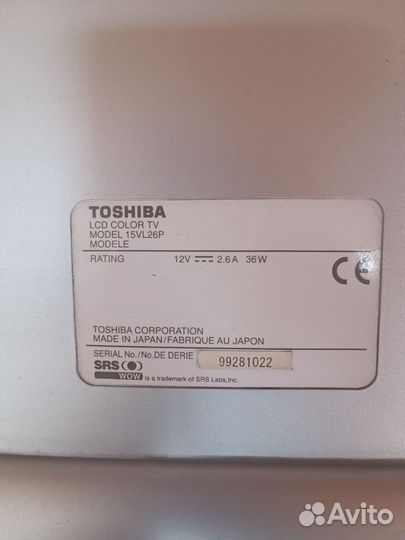 TOSHIBA
LCD COLOR TV
MODEL 15VL26P
MODELE
RATING 12V 2.6A 36W
CE
TOSHIBA CORPORATION
MADE IN JAPAN/FABRIQUE AU JAPON
SERIAL No./No.DE DERIE 99281022
SRS
WOW is a trademark of SRS Labs,Inc.
Avito